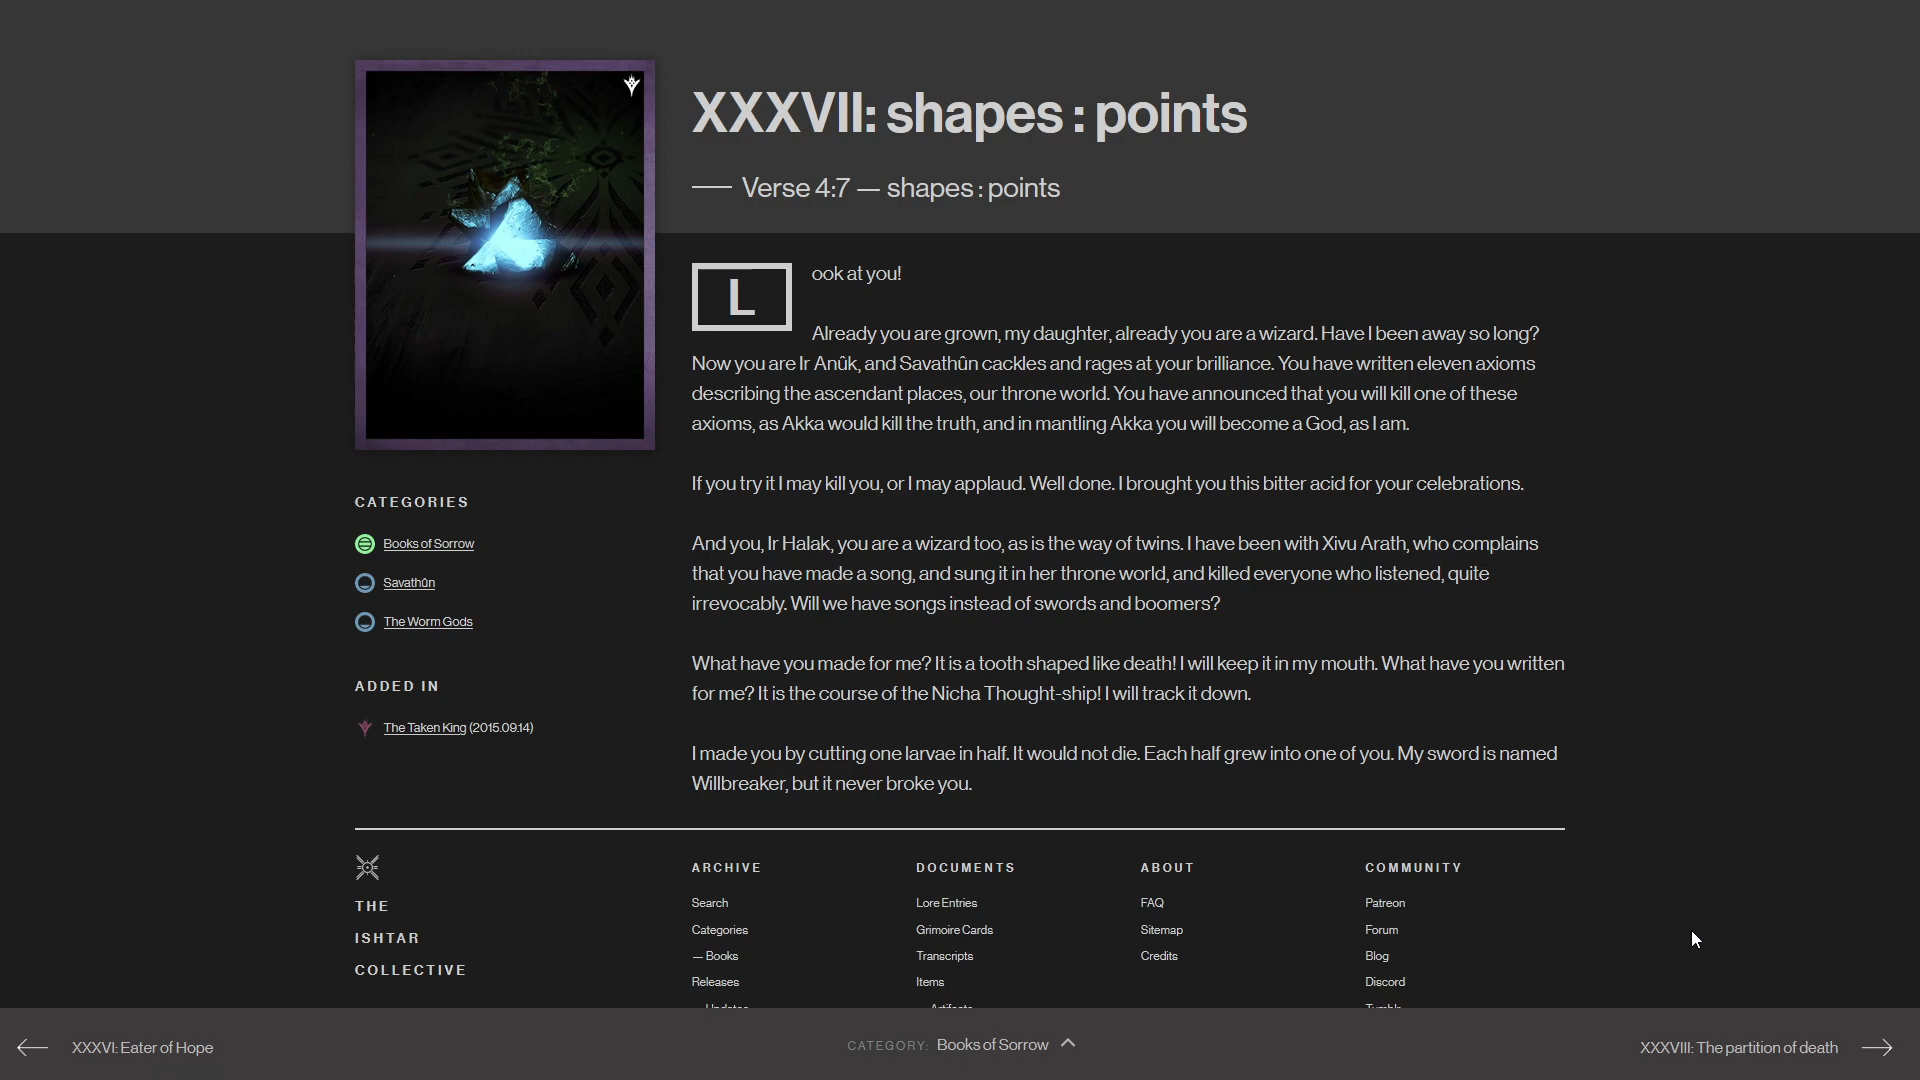 XXXVII: shapes : points
— Verse 4:7 — shapes : points
Look at you!
Already you are grown, my daughter, already you are a wizard. Have I been away so long?
Now you are Ir Anûk, and Savathûn cackles and rages at your brilliance. You have written eleven axioms
describing the ascendant places, our throne world. You have announced that you will kill one of these
axioms, as Akka would kill the truth, and in mantling Akka you will become a God, as I am.
If you try it I may kill you, or I may applaud. Well done. I brought you this bitter acid for your celebrations.
And you, Ir Halak, you are a wizard too, as is the way of twins. I have been with Xivu Arath, who complains
that you have made a song, and sung it in her throne world, and killed everyone who listened, quite
irrevocably. Will we have songs instead of swords and boomers?
What have you made for me? It is a tooth shaped like death! I will keep it in my mouth. What have you written
for me? It is the course of the Nicha Thought-ship! I will track it down.
I made you by cutting one larvae in half. It would not die. Each half grew into one of you. My sword is named
Willbreaker, but it never broke you.
CATEGORIES
Books of Sorrow
Savathûn
The Worm Gods
ADDED IN
The Taken King (2015.09.14)
THE
ISHTAR
COLLECTIVE
ARCHIVE
Search
Categories
— Books
Releases
DOCUMENTS
Lore Entries
Grimoire Cards
Transcripts
Items
ABOUT
FAQ
Sitemap
Credits
COMMUNITY
Patreon
Forum
Blog
Discord
XXXVI: Eater of Hope
CATEGORY: Books of Sorrow
XXXVIII: The partition of death